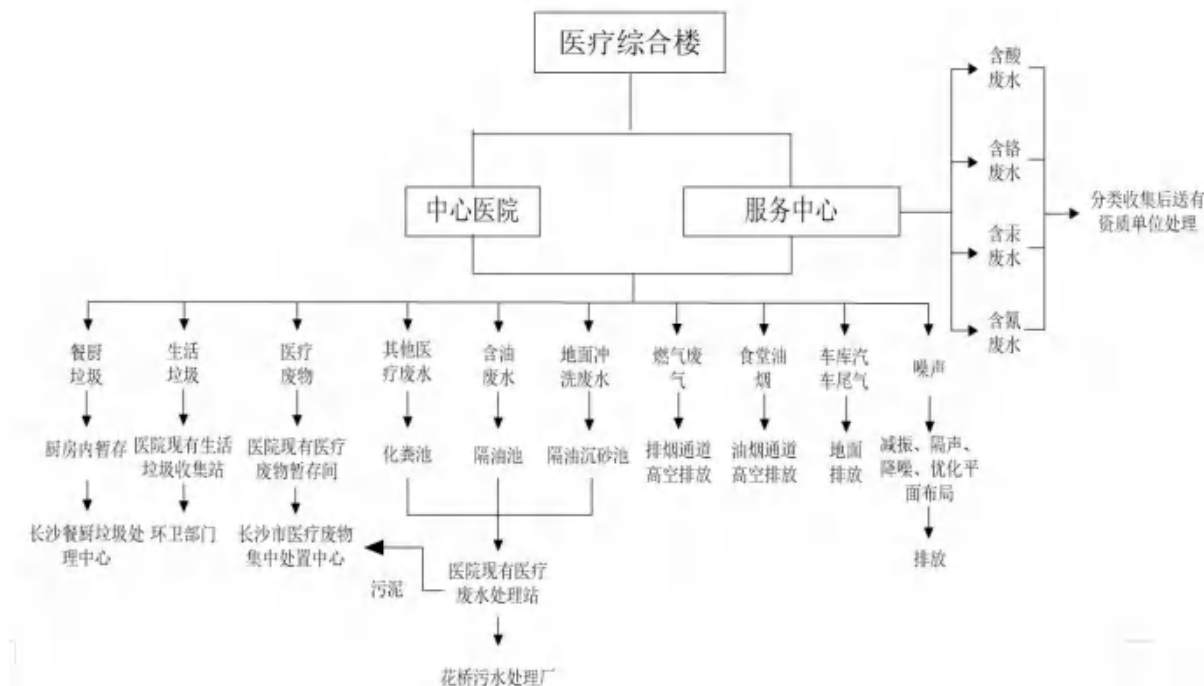 医疗综合楼
中心医院
服务中心
含酸
废水
含铬
废水
含汞
废水
含氰
废水
分类收集后送有
资质单位处理
餐厨
垃圾
生活
垃圾
医疗
废物
其他医
疗废水
含油
废水
地面冲
洗废水
燃气废
气
食堂油
烟
车库汽
车尾气
噪声
厨房内暂存
医院现有生活
垃圾收集站
医院现有医疗
废物暂存间
化粪池
隔油池
隔油沉砂池
排烟通道
高空排放
油烟通道
高空排放
地面
排放
减振、隔声、
降噪、优化平
面布局
长沙餐厨垃圾处
理中心
环卫部门
长沙市医疗废物
集中处置中心
污泥
医院现有医疗
废水处理站
排放
花桥污水处理厂